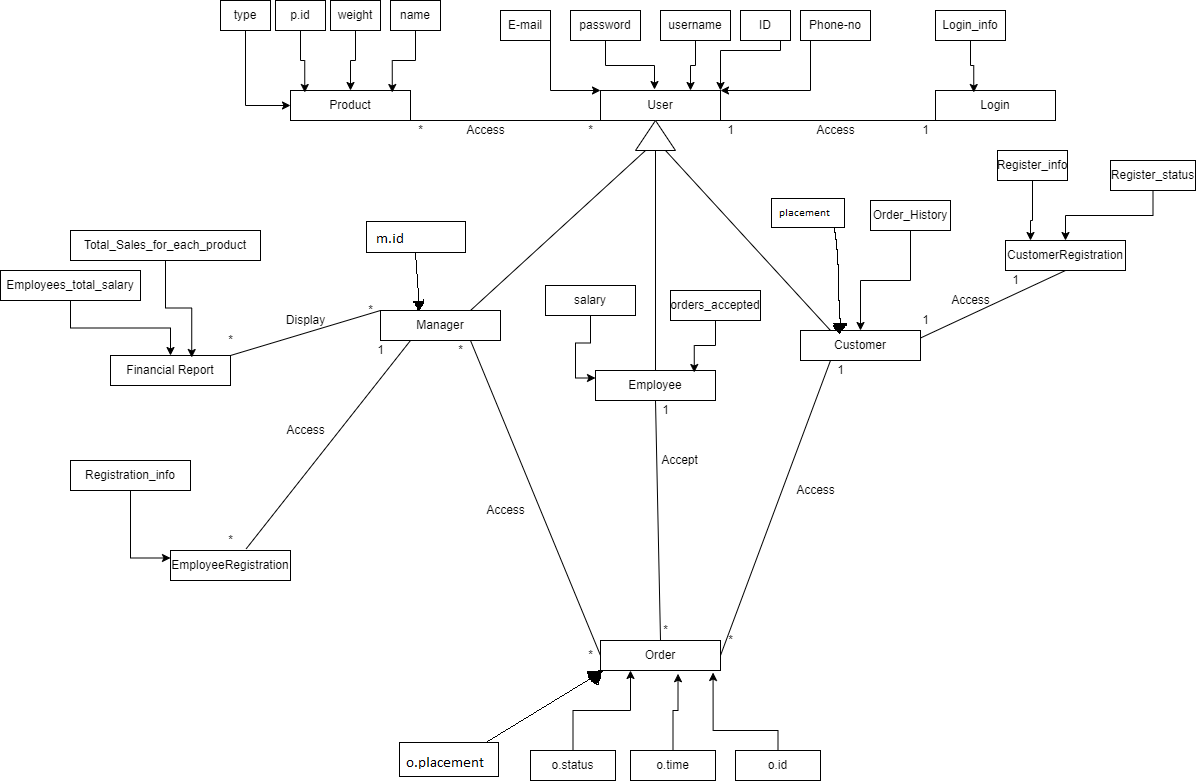 type
p.id
weight
name
E-mail
password
username
ID
Phone-no
Login_info
Product
User
Login
*
Access
*
1
Access
1
Register_info
Register_status
placement
Order_History
m.id
Total_Sales_for_each_product
CustomerRegistration
Employees_total_salary
1
salary
orders_accepted
Access
*
Display
*
Manager
1
Customer
1
*
1
Financial Report
Employee
1
Access
Accept
Registration_info
Access
Access
*
EmployeeRegistration
*
*
*
Order
o.placement
o.status
o.time
o.id